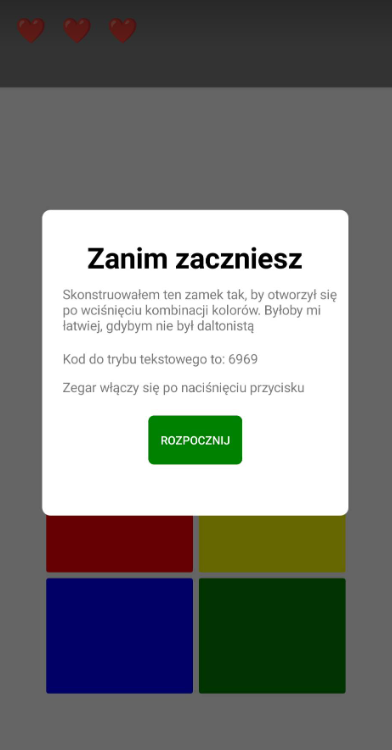 Zanim zaczniesz
Skonstruowałem ten zamek tak, by otworzył się
po wciśnięciu kombinacji kolorów. Byłoby mi
łatwiej, gdybym nie był daltonistą
Kod do trybu tekstowego to: 6969
Zegar włączy się po naciśnięciu przycisku
ROZPOCZNIJ